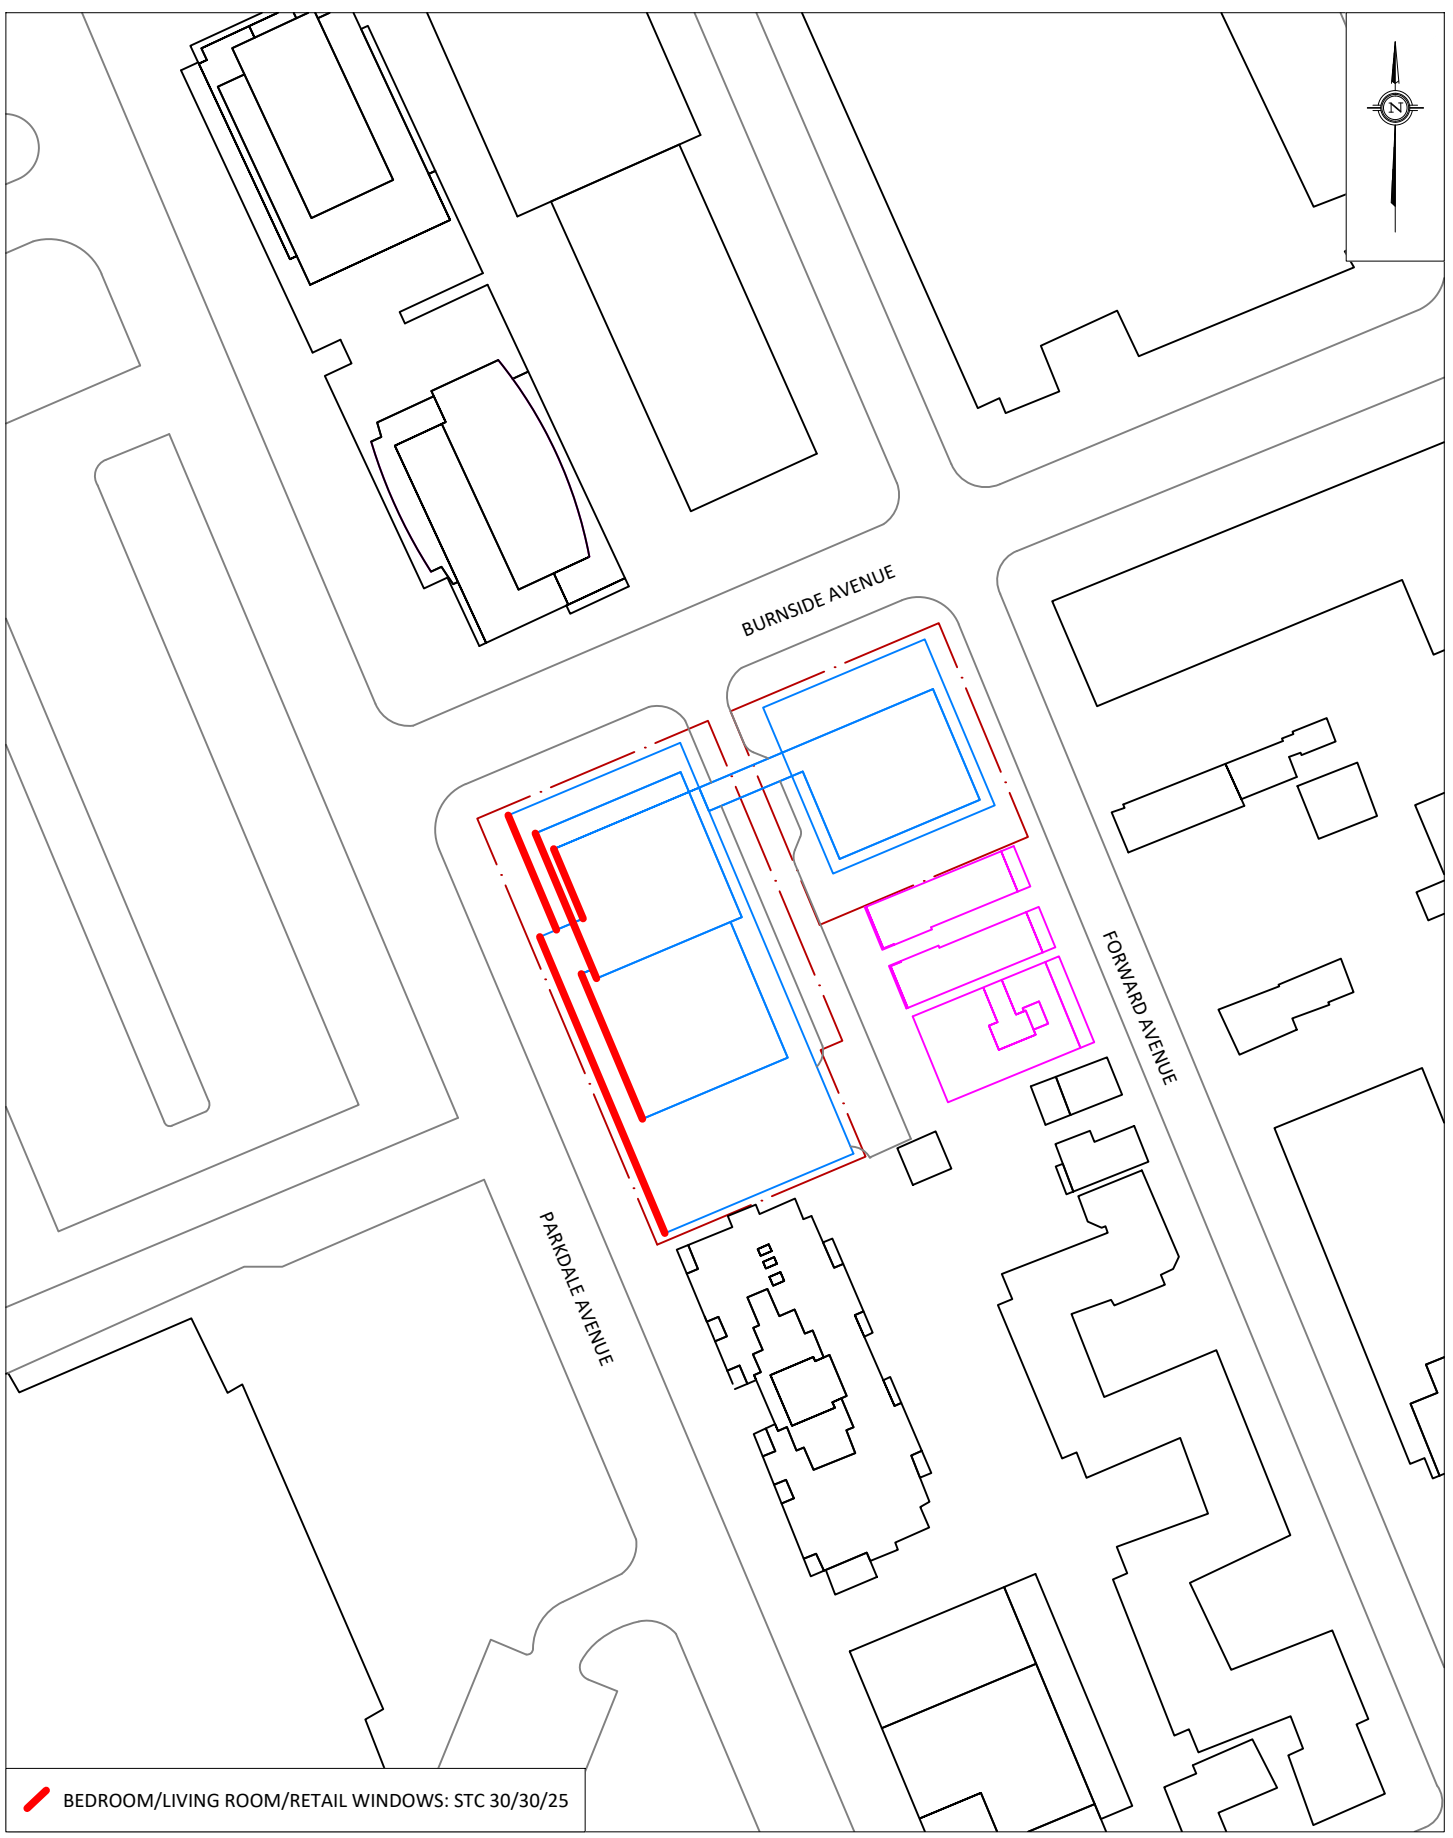 N
BURNSIDE AVENUE
FORWARD AVENUE
PARKDALE AVENUE
BEDROOM/LIVING ROOM/RETAIL WINDOWS: STC 30/30/25